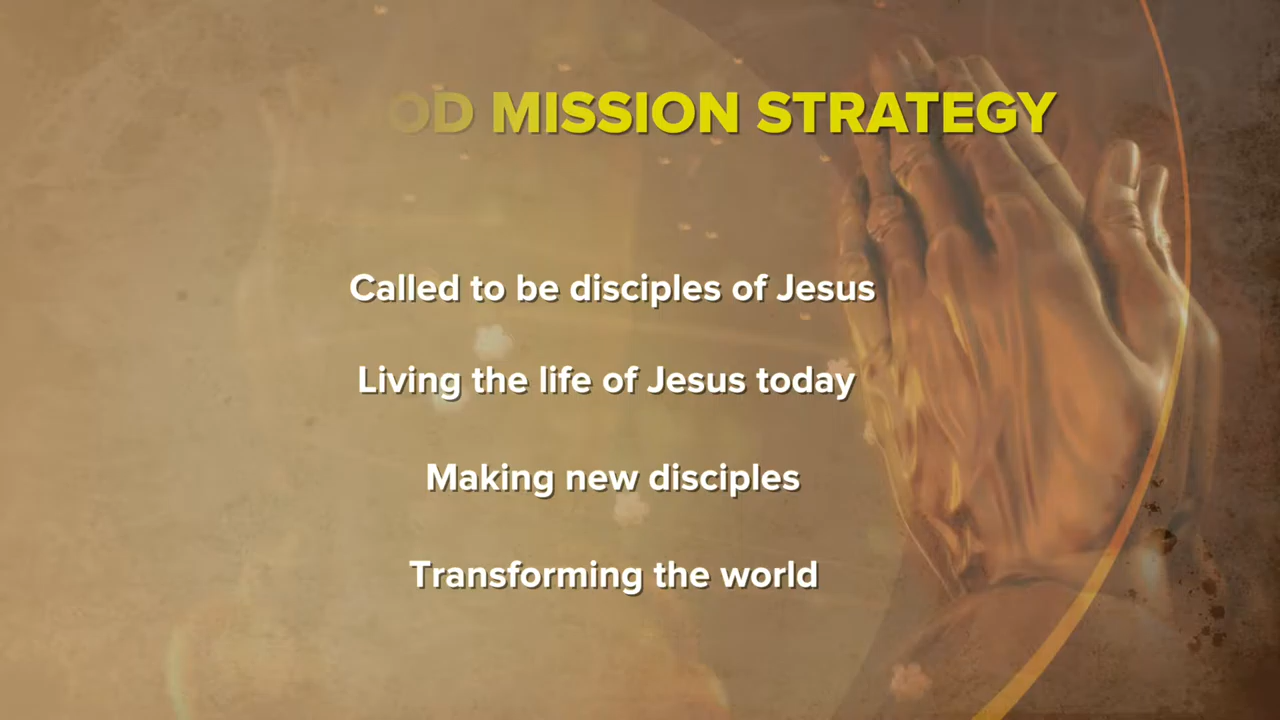 OD MISSION STRATEGY
Called to be disciples of Jesus
Living the life of Jesus today
Making new disciples
Transforming the world